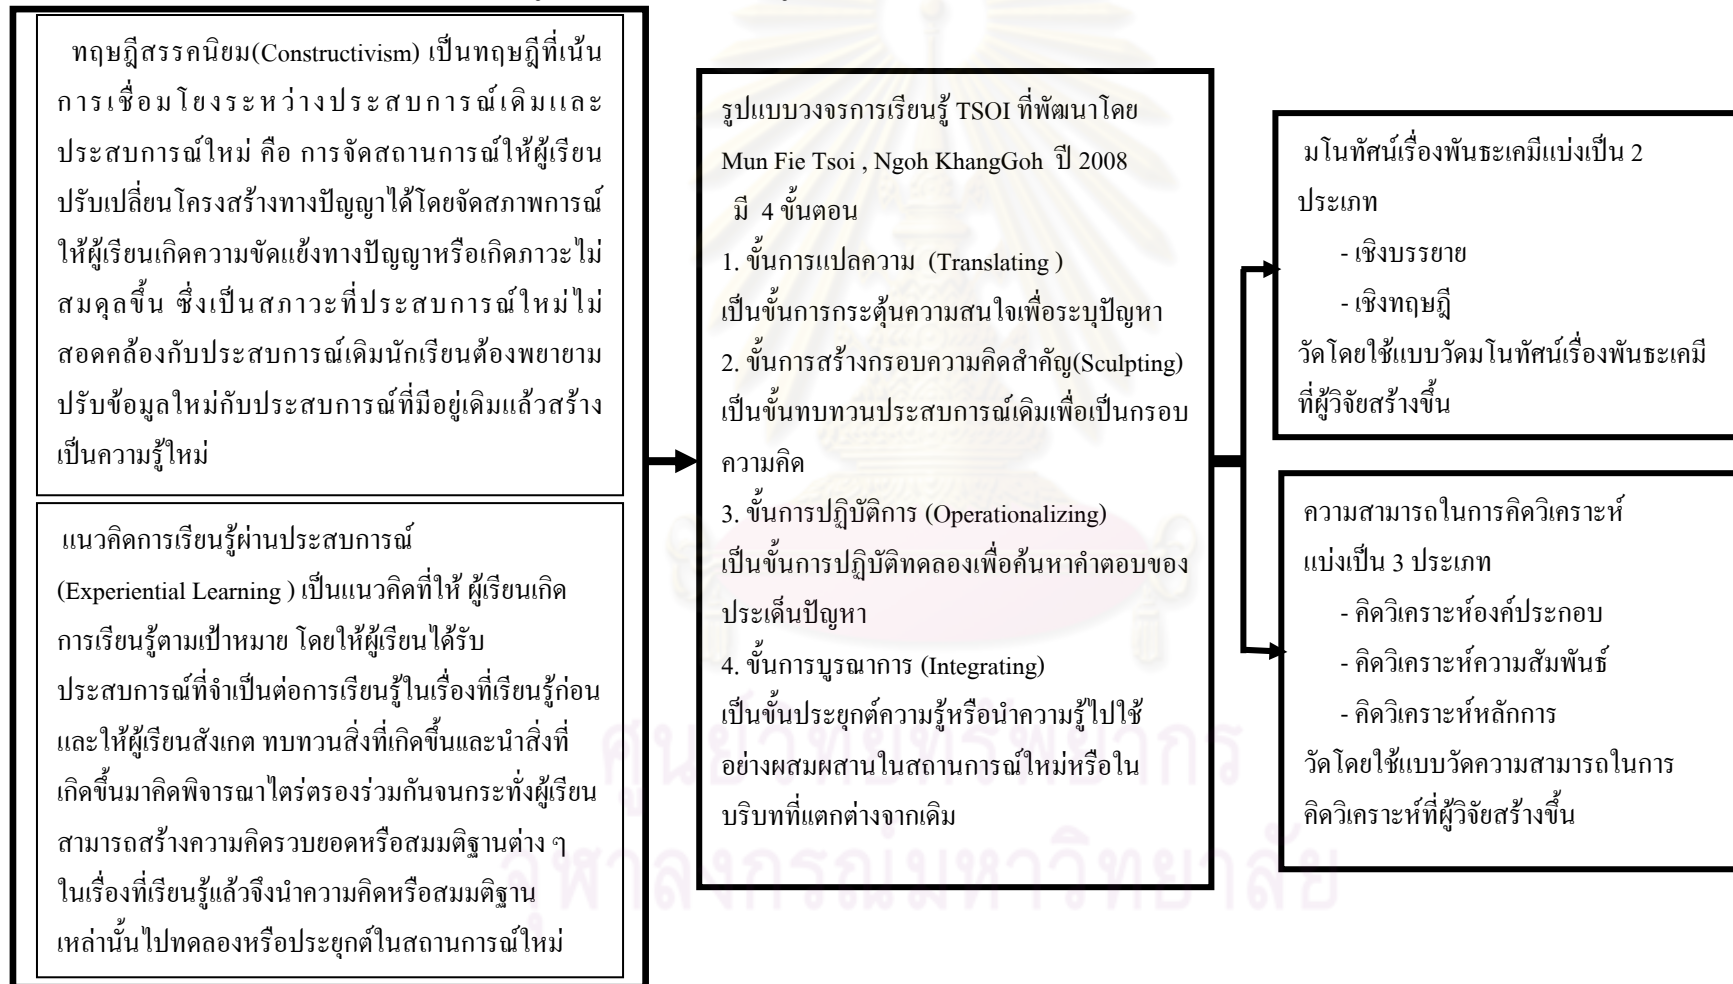 ทฤษฎีสรรคนิยม(Constructivism) เป็นทฤษฎีที่เน้น
การเชื่อมโยงระหว่างประสบการณ์เดิมและ
ประสบการณ์ใหม่ คือ การจัดสถานการณ์ให้ผู้เรียน
ปรับเปลี่ยนโครงสร้างทางปัญญาได้โดยจัดสภาพการณ์
ให้ผู้เรียนเกิดความขัดแย้งทางปัญญาหรือเกิดภาวะไม่
สมดุลขึ้น ซึ่งเป็นสภาวะที่ประสบการณ์ใหม่ไม่
สอดคล้องกับประสบการณ์เดิมนักเรียนต้องพยายาม
ปรับข้อมูลใหม่กับประสบการณ์ที่มีอยู่เดิมแล้วสร้าง
เป็นความรู้ใหม่
แนวคิดการเรียนรู้ผ่านประสบการณ์
(Experiential Learning ) เป็นแนวคิดที่ให้ ผู้เรียนเกิด
การเรียนรู้ตามเป้าหมาย โดยให้ผู้เรียนได้รับ
ประสบการณ์ที่จำเป็นต่อการเรียนรู้ในเรื่องที่เรียนรู้ก่อน
และให้ผู้เรียนสังเกต ทบทวนสิ่งที่เกิดขึ้นและนำสิ่งที่
เกิดขึ้นมาคิดพิจารณาไตร่ตรองร่วมกันจนกระทั่งผู้เรียน
สามารถสร้างความคิดรวบยอดหรือสมมติฐานต่าง ๆ
ในเรื่องที่เรียนรู้แล้วจึงนำความคิดหรือสมมติฐาน
เหล่านั้นไปทดลองหรือประยุกต์ในสถานการณ์ใหม่
รูปแบบวงจรการเรียนรู้ TSOI ที่พัฒนาโดย
Mun Fie Tsoi , Ngoh KhangGoh ปี 2008
มี 4 ขั้นตอน
1. ขั้นการแปลความ (Translating )
เป็นขั้นการกระตุ้นความสนใจเพื่อระบุปัญหา
2. ขั้นการสร้างกรอบความคิดสำคัญ(Sculpting)
เป็นขั้นทบทวนประสบการณ์เดิมเพื่อเป็นกรอบ
ความคิด
3. ขั้นการปฏิบัติการ (Operationalizing)
เป็นขั้นการปฏิบัติทดลองเพื่อค้นหาคำตอบของ
ประเด็นปัญหา
4. ขั้นการบูรณาการ (Integrating)
เป็นขั้นประยุกต์ความรู้หรือนำความรู้ไปใช้
อย่างผสมผสานในสถานการณ์ใหม่หรือใน
บริบทที่แตกต่างจากเดิม
มโนทัศน์เรื่องพันธะเคมีแบ่งเป็น 2
ประเภท
- เชิงบรรยาย
- เชิงทฤษฎี
วัดโดยใช้แบบวัดมโนทัศน์เรื่องพันธะเคมี
ที่ผู้วิจัยสร้างขึ้น
ความสามารถในการคิดวิเคราะห์
แบ่งเป็น 3 ประเภท
- คิดวิเคราะห์องค์ประกอบ
- คิดวิเคราะห์ความสัมพันธ์
- คิดวิเคราะห์หลักการ
วัดโดยใช้แบบวัดความสามารถในการ
คิดวิเคราะห์ที่ผู้วิจัยสร้างขึ้น
ศูนย์วิทยทรัพยากร
จุฬาลงกรณ์มหาวิทยาลัย